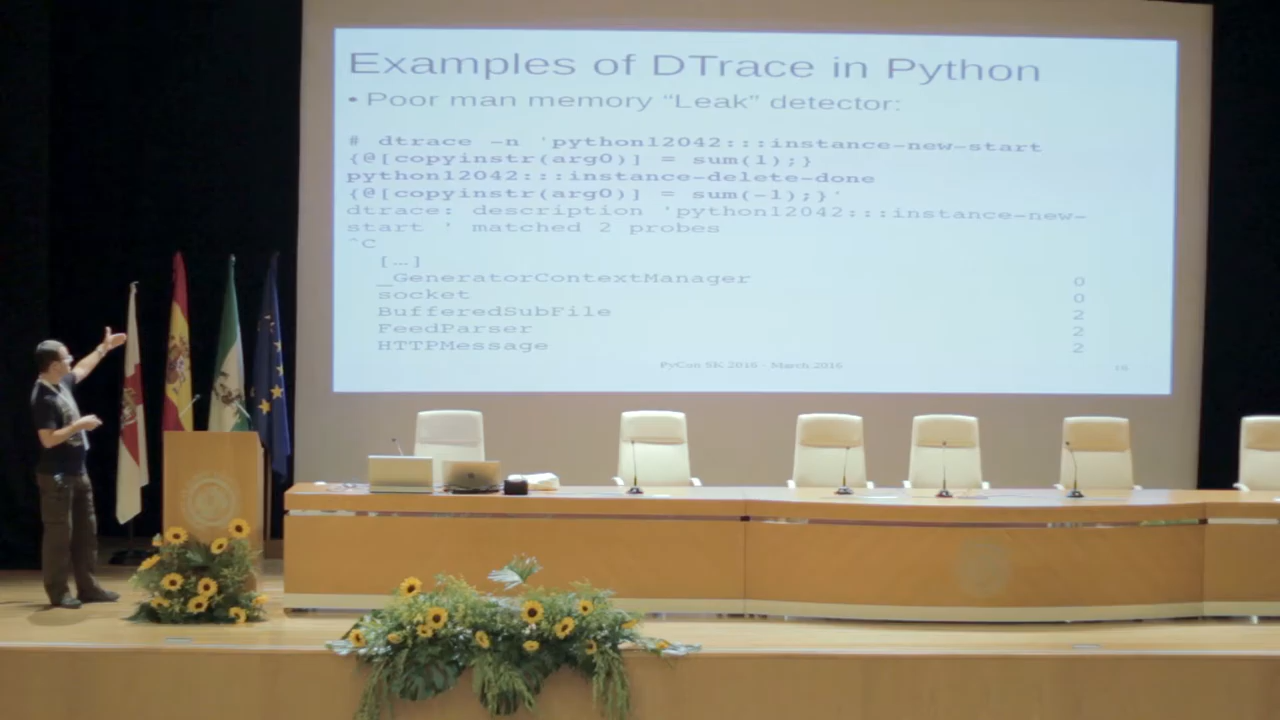 Examples of DTrace in Python
• Poor man memory "Leak" detector:
# dtrace -n 'python12042:::instance-new-start
{@[copyinstr(arg0)] = sum(1);}
python12042:::instance-delete-done
{@[copyinstr(arg0)] = sum(-1);}'
dtrace: description 'python12042:::instance-new-
start ' matched 2 probes
^C
[…]
_GeneratorContextManager 0
socket 0
BufferedSubFile 2
FeedParser 2
HTTPMessage 2
PyCon SK 2016 - March 2016